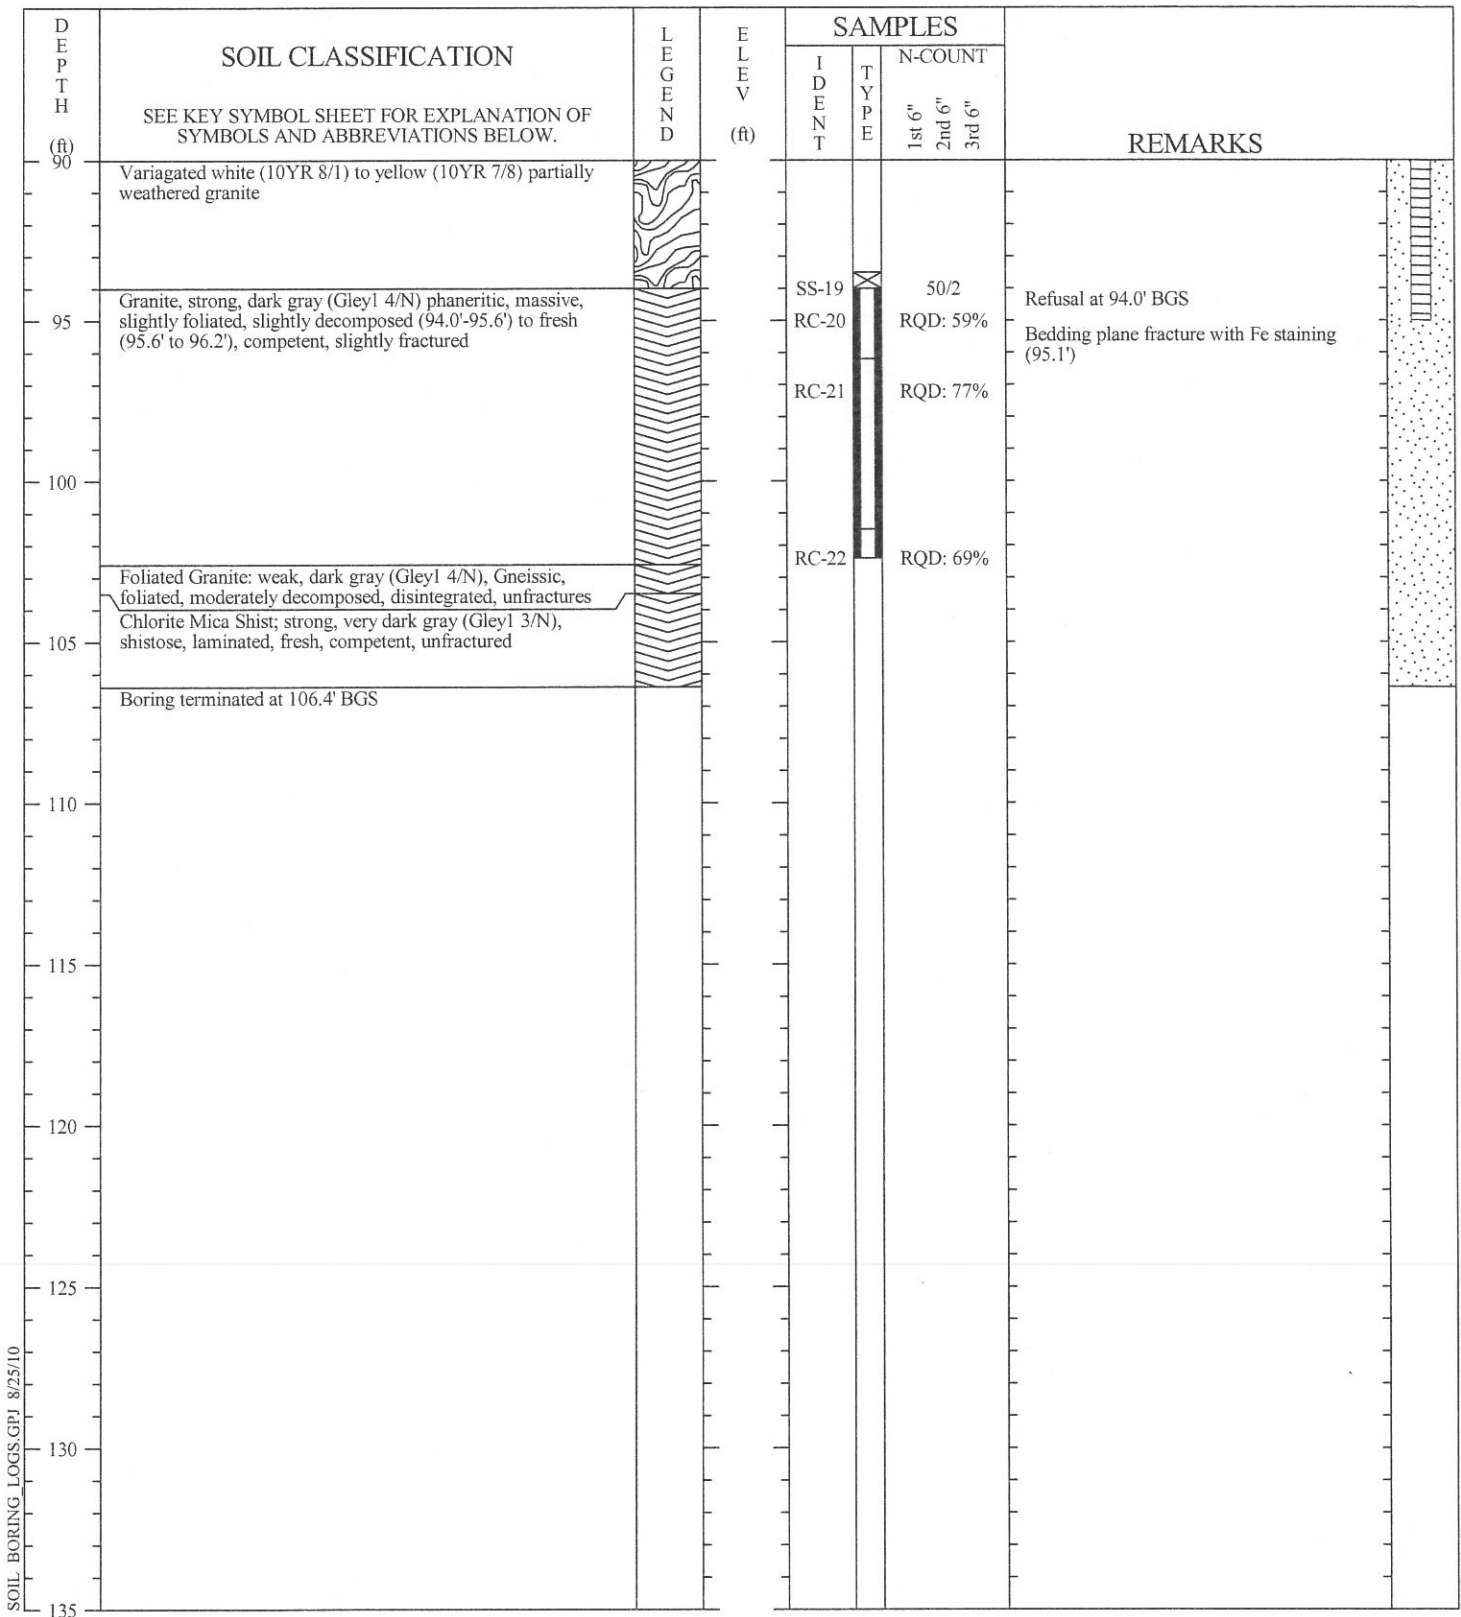 DEPTH
(ft)
SOIL CLASSIFICATION
SEE KEY SYMBOL SHEET FOR EXPLANATION OF
SYMBOLS AND ABBREVIATIONS BELOW.
LEGEND
ELEV
(ft)
SAMPLES
IDENT
TYPE
N-COUNT
1st 6"
2nd 6"
3rd 6"
REMARKS
90
Variagated white (10YR 8/1) to yellow (10YR 7/8) partially
weathered granite
Granite, strong, dark gray (Gley1 4/N) phaneritic, massive,
slightly foliated, slightly decomposed (94.0'-95.6') to fresh
(95.6' to 96.2'), competent, slightly fractured
SS-19
50/2
Refusal at 94.0' BGS
95
RC-20
RQD: 59%
Bedding plane fracture with Fe staining
(95.1')
RC-21
RQD: 77%
100
RC-22
RQD: 69%
Foliated Granite: weak, dark gray (Gley1 4/N), Gneissic,
foliated, moderately decomposed, disintegrated, unfractures
Chlorite Mica Shist; strong, very dark gray (Gley1 3/N),
shistose, laminated, fresh, competent, unfractured
105
Boring terminated at 106.4' BGS
110
115
120
125
130
135
SOIL_BORING_LOGS.GPJ 8/25/10